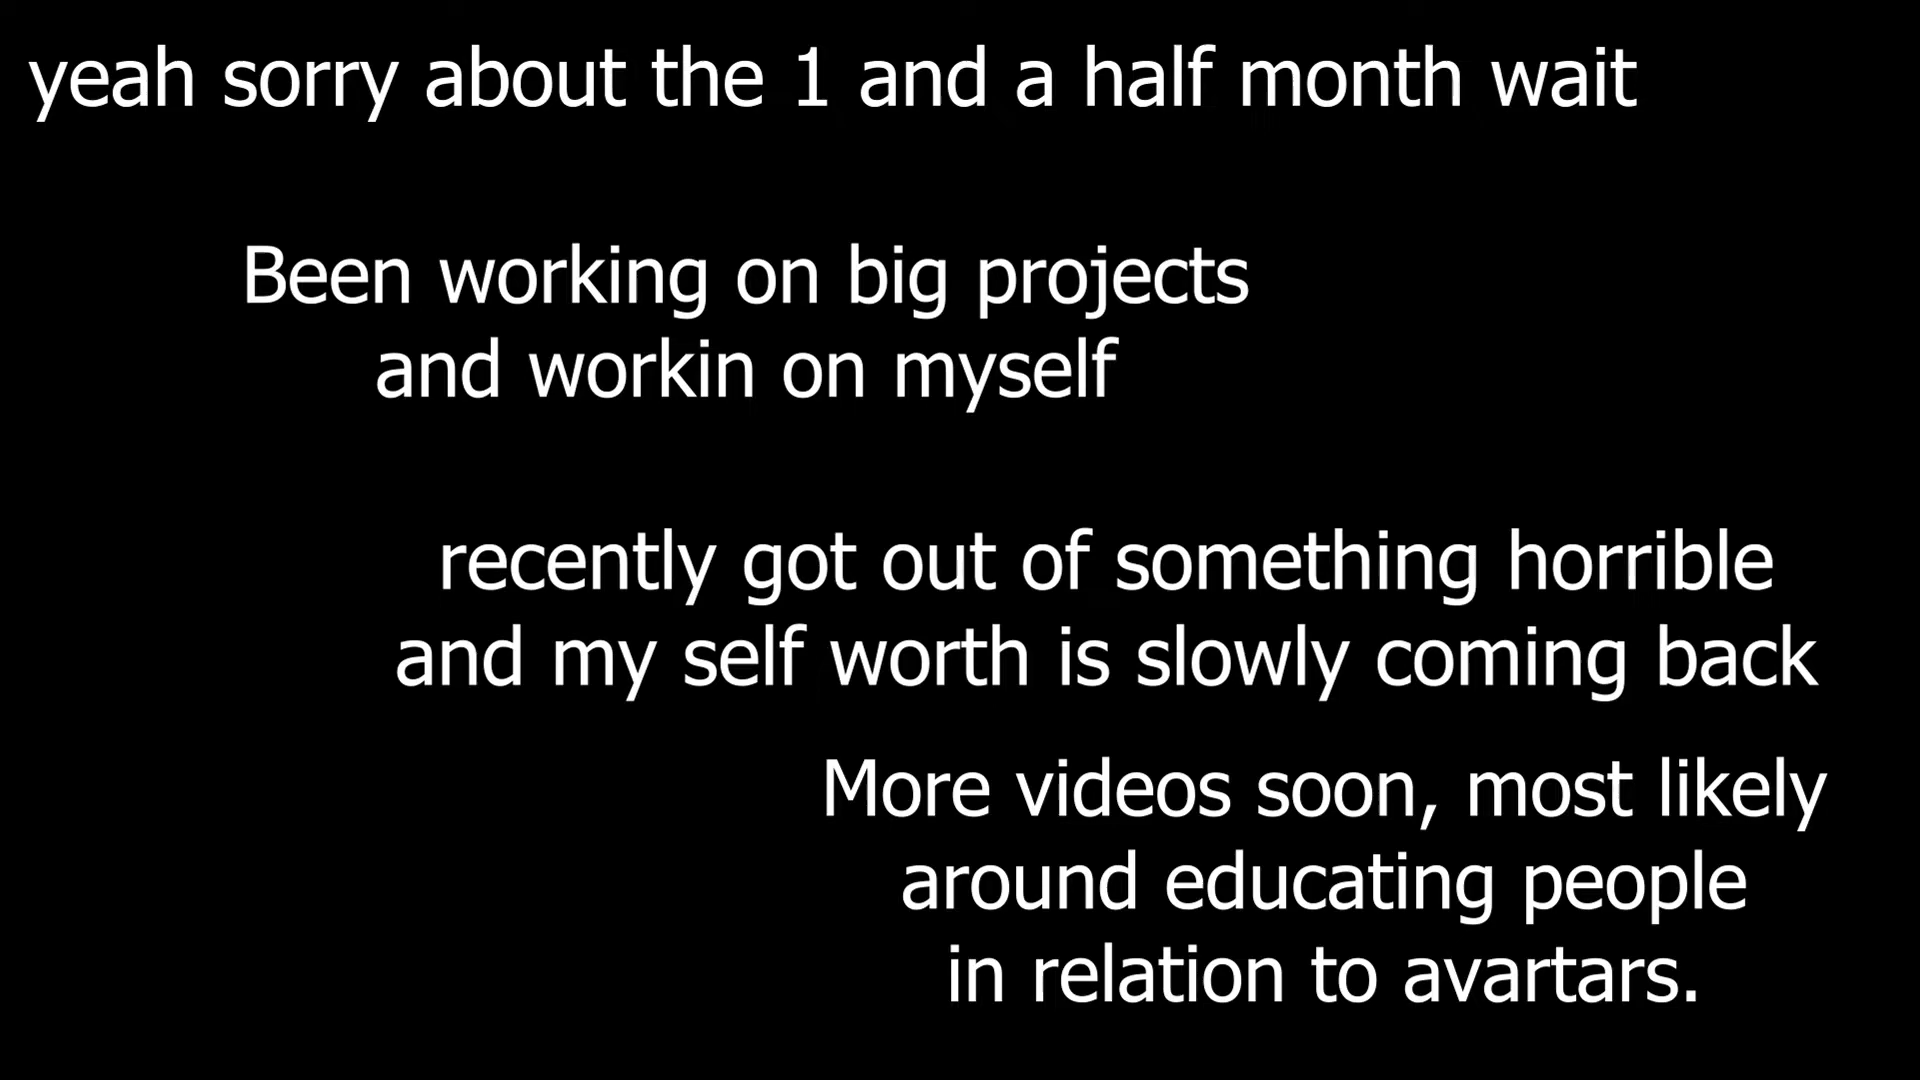 yeah sorry about the 1 and a half month wait
Been working on big projects
and workin on myself
recently got out of something horrible
and my self worth is slowly coming back
More videos soon, most likely
around educating people
in relation to avartars.